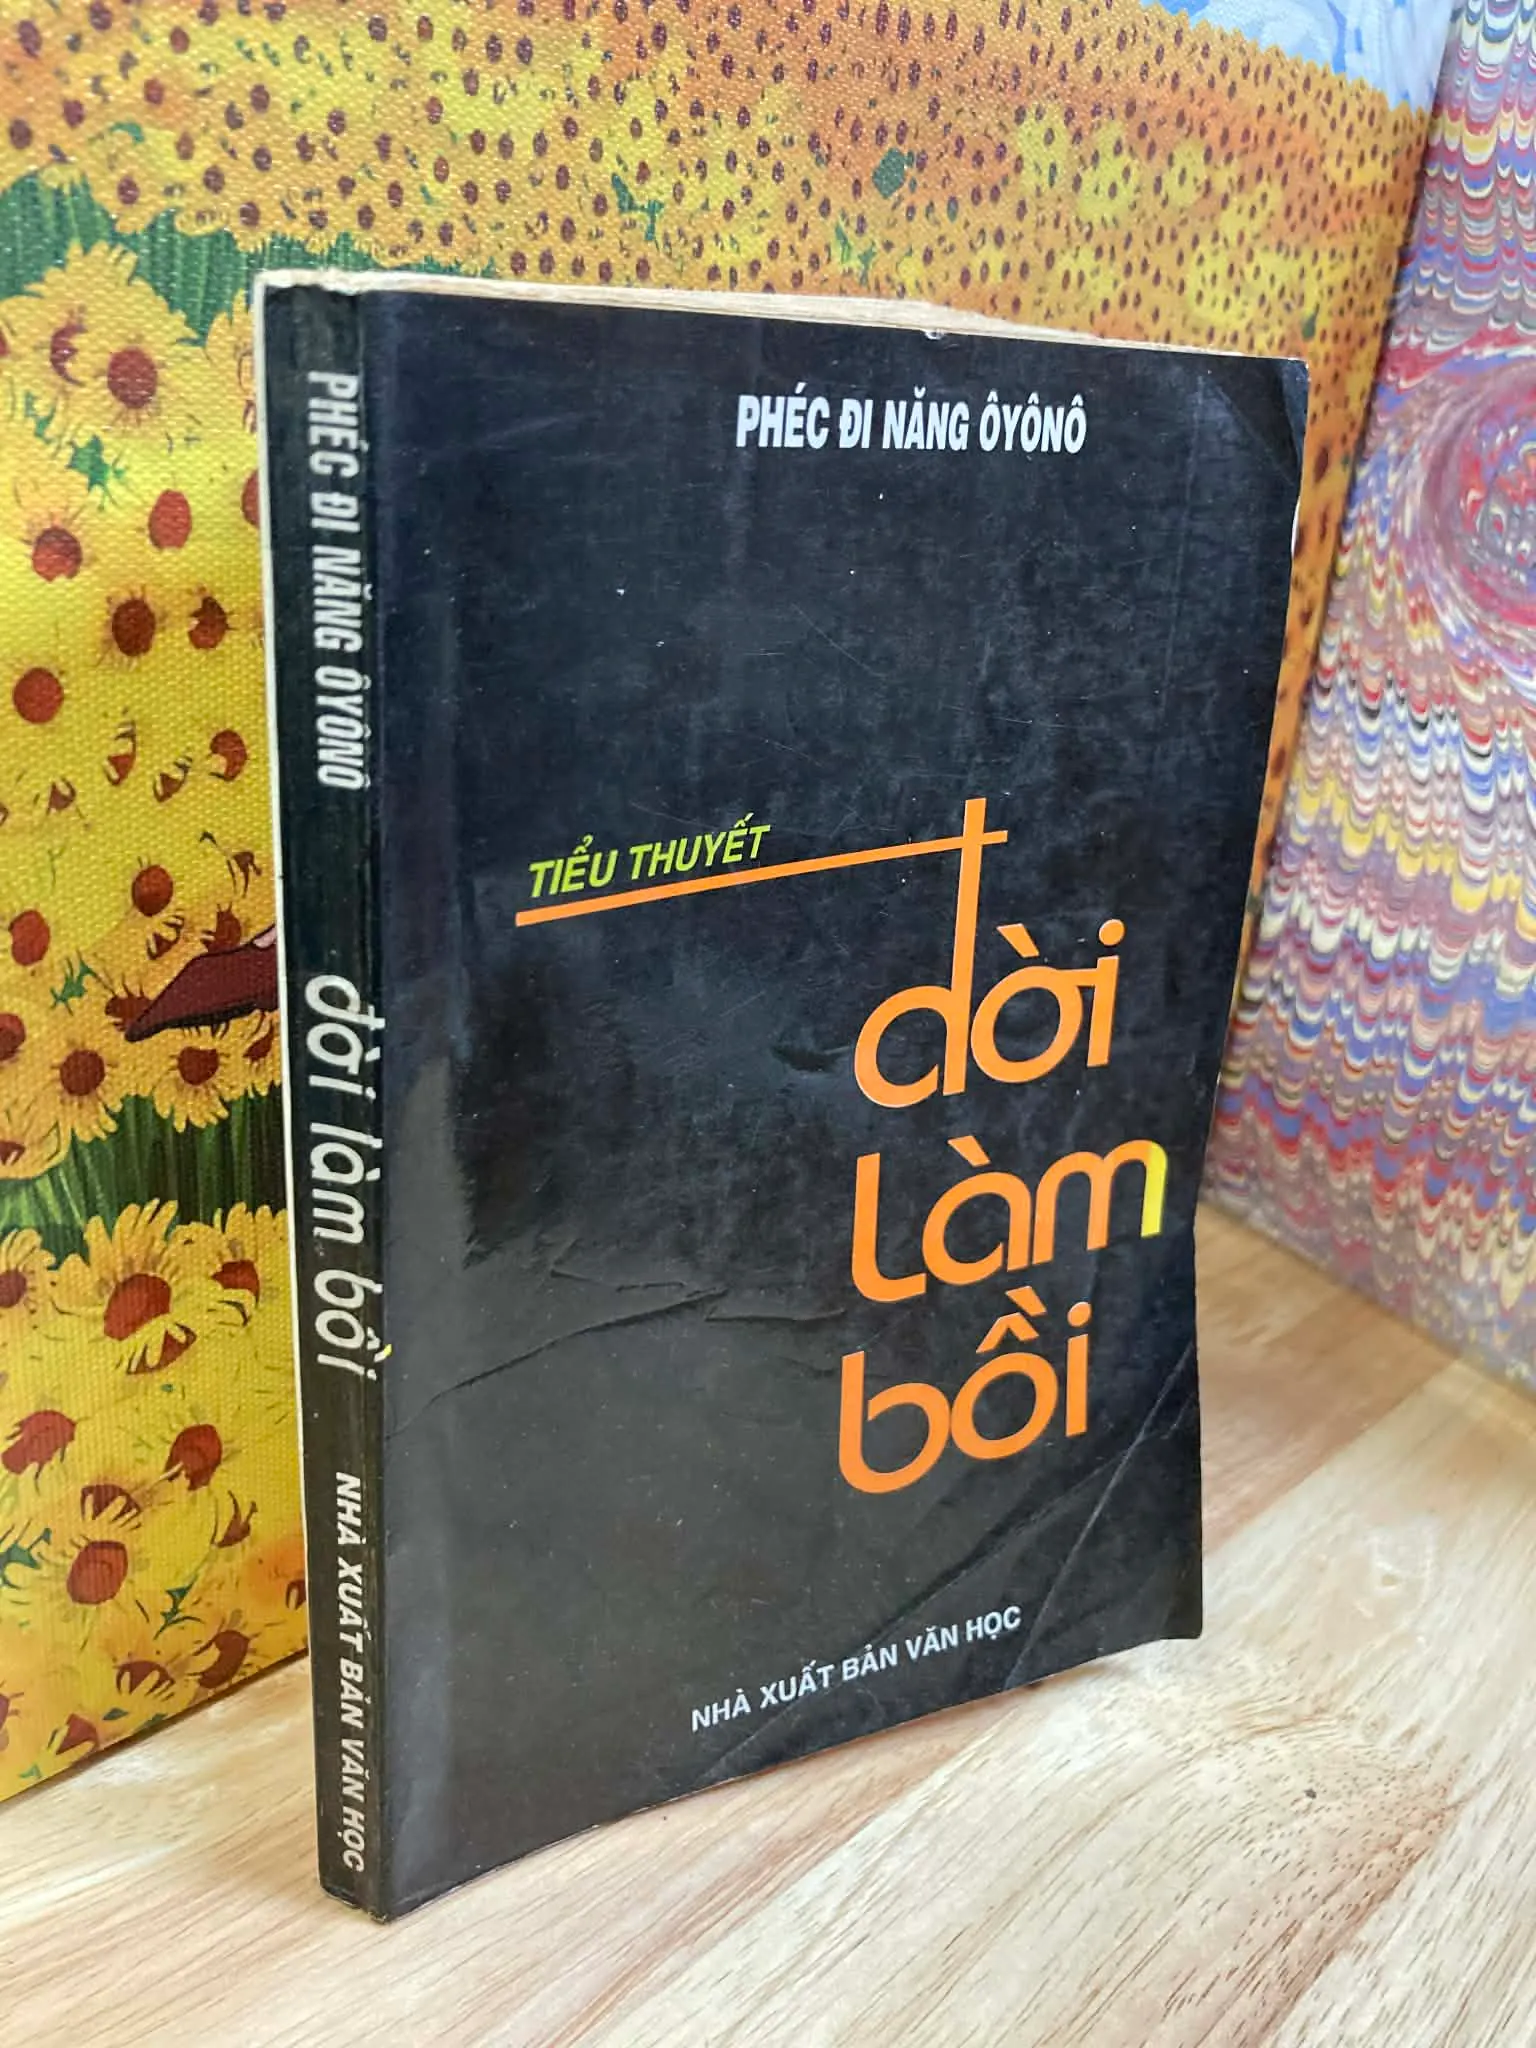 PHÉC ĐI NĂNG ÔYÔNÔ
TIỂU THUYẾT
đời
làm
bồi
NHÀ XUẤT BẢN VĂN HỌC
PHÉC ĐI NĂNG ÔYÔNÔ
đời làm bồi
NHÀ XUẤT BẢN VĂN HỌC